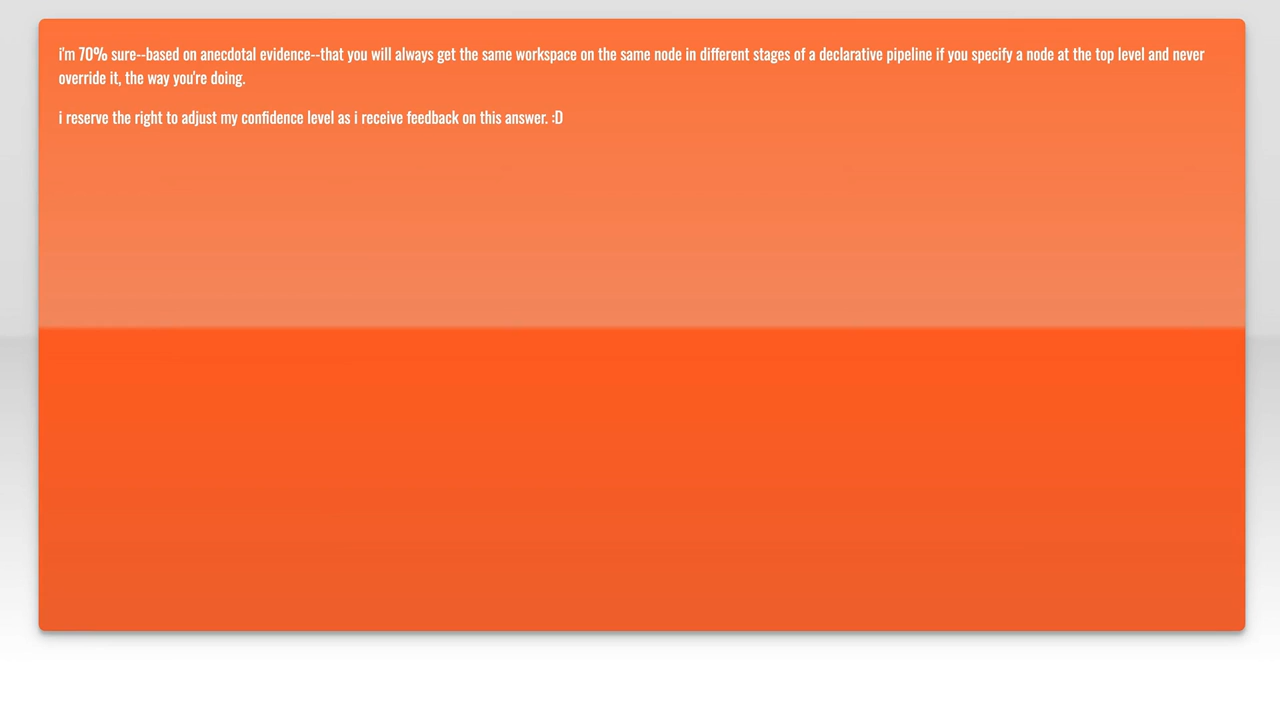 i'm 70% sure--based on anecdotal evidence--that you will always get the same workspace on the same node in different stages of a declarative pipeline if you specify a node at the top level and never
override it, the way you're doing.
i reserve the right to adjust my confidence level as i receive feedback on this answer. :D